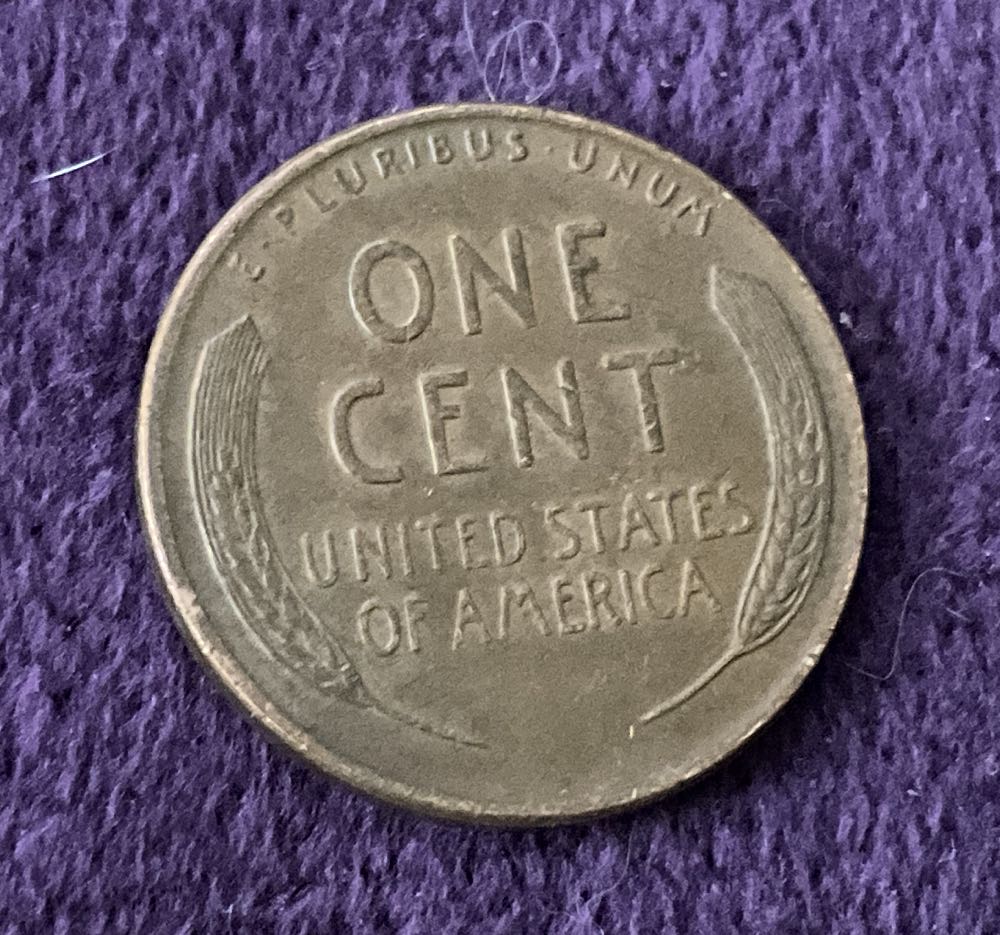 E·PLURIBUS·UNUM
ONE
CENT
UNITED STATES
OF AMERICA